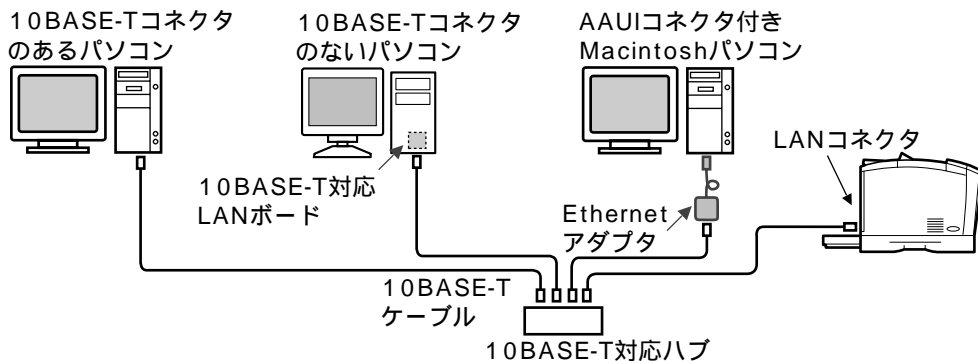 10BASE-Tコネクタ
のあるパソコン
10BASE-Tコネクタ
のないパソコン
AAUIコネクタ付き
Macintoshパソコン
LANコネクタ
10BASE-T対応
LANボード
Ethernet
アダプタ
10BASE-T
ケーブル
10BASE-T対応ハブ